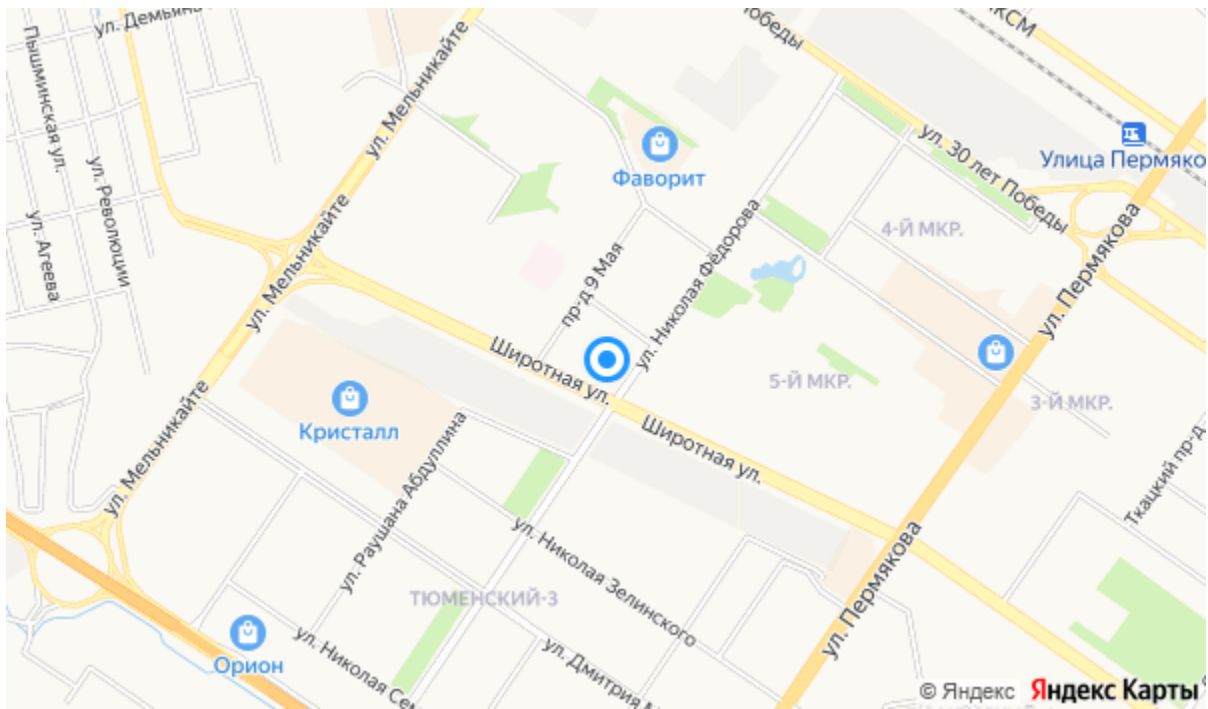 ул. Демьяна
Победы
КСМ
Пышминская ул.
ул. Революции
ул. Агеева
ул. Мельникайте
Фаворит
ул. 30 лет Победы
Улица Пермяко
4-Й МКР.
ул. Мельникайте
пр-д 9 Мая
ул. Николая Фёдорова
ул. Пермякова
Широтная ул.
5-Й МКР.
3-Й МКР.
ул. Мельникайте
Кристалл
Широтная ул.
Ткацкий пр-д
ул. Раушана Абдуллина
ул. Николая Зелинского
ул. Пермякова
ТЮМЕНСКИЙ-3
Орион
ул. Николая Сем
ул. Дмитрия
© Яндекс Яндекс Карты